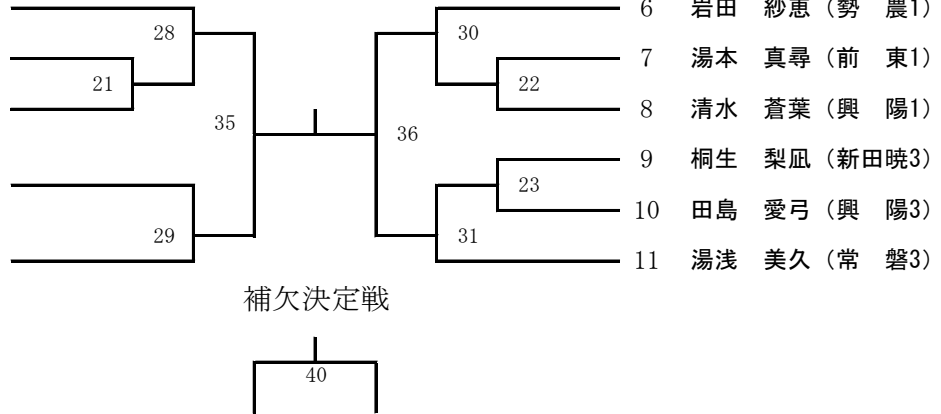 28
21
35
29
30
22
36
23
31
6 岩田 紗恵（勢 農1）
7 湯本 真尋（前 東1）
8 清水 蒼葉（興 陽1）
9 桐生 梨凪（新田暁3）
10 田島 愛弓（興 陽3）
11 湯浅 美久（常 磐3）
補欠決定戦
40